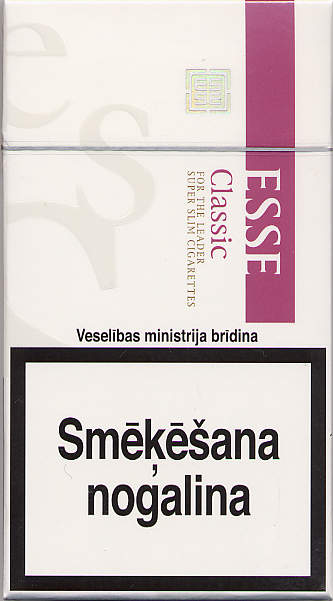 ESSE
Classic
FOR THE LEADER
SUPER SLIM CIGARETTES
Veselības ministrija brīdina
Smēķēšana
nogalina